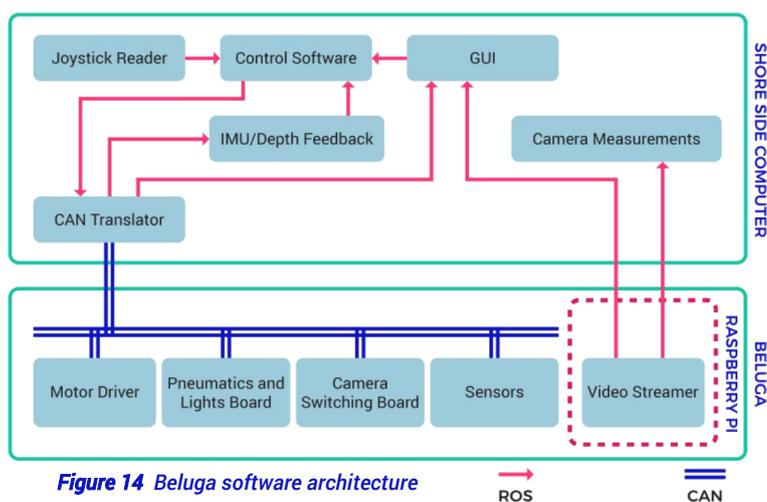 Joystick Reader
Control Software
GUI
IMU/Depth Feedback
Camera Measurements
CAN Translator
SHORE SIDE COMPUTER
Motor Driver
Pneumatics and
Lights Board
Camera
Switching Board
Sensors
Video Streamer
RASPBERRY PI
BELUGA
Figure 14 Beluga software architecture
ROS
CAN